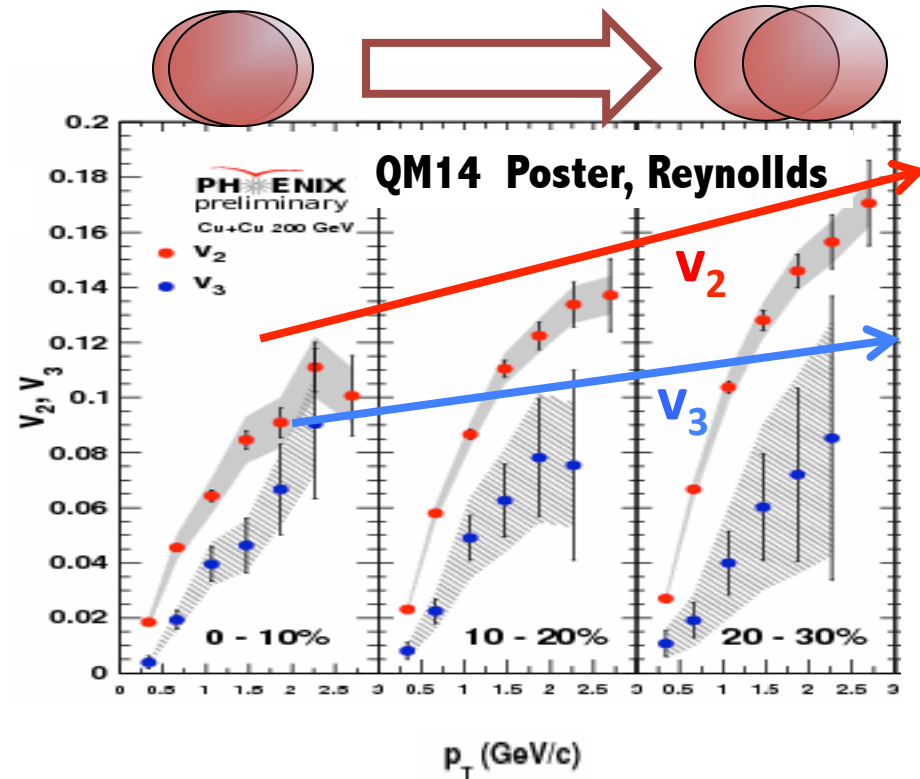 0.2
0.18
0.16
0.14
0.12
0.1
0.08
0.06
0.04
0.02
0
v2, v3
PHENIX
preliminary
Cu+Cu 200 GeV
v2
v3
QM14 Poster, Reynollds
v2
v3
0 - 10%
10 - 20%
20 - 30%
0 0.5 1 1.5 2 2.5 3 0.5 1 1.5 2 2.5 3 0.5 1 1.5 2 2.5 3
pT (GeV/c)